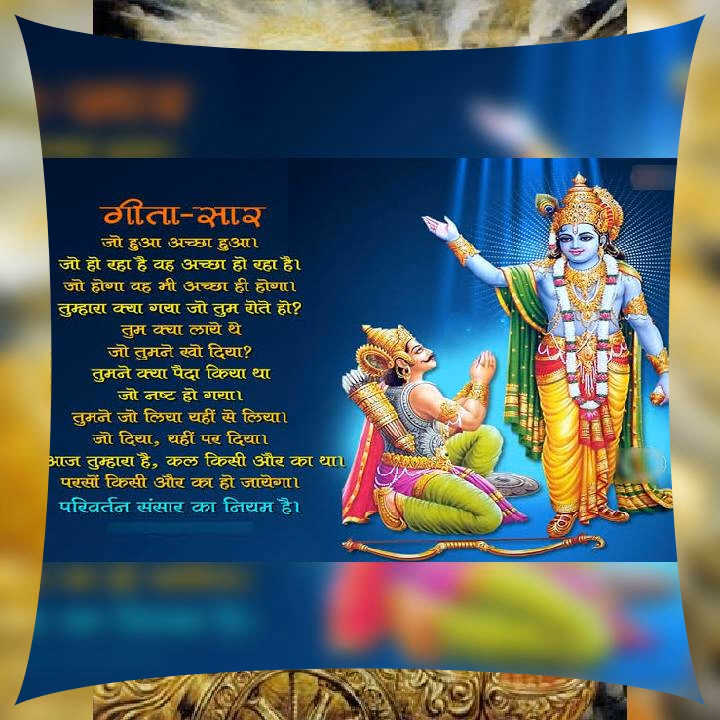 गीता-सार
जो हुआ अच्छा हुआ।
जो हो रहा है वह अच्छा हो रहा है।
जो होगा वह भी अच्छा ही होगा।
तुम्हारा क्या गया जो तुम रोते हो?
तुम क्या लाये थे
जो तुमने खो दिया?
तुमने क्या पैदा किया था
जो नष्ट हो गया।
तुमने जो लिया यहीं से लिया।
जो दिया, यहीं पर दिया।
आज तुम्हारा है, कल किसी और का था।
परसों किसी और का हो जायेगा।
परिवर्तन संसार का नियम है।